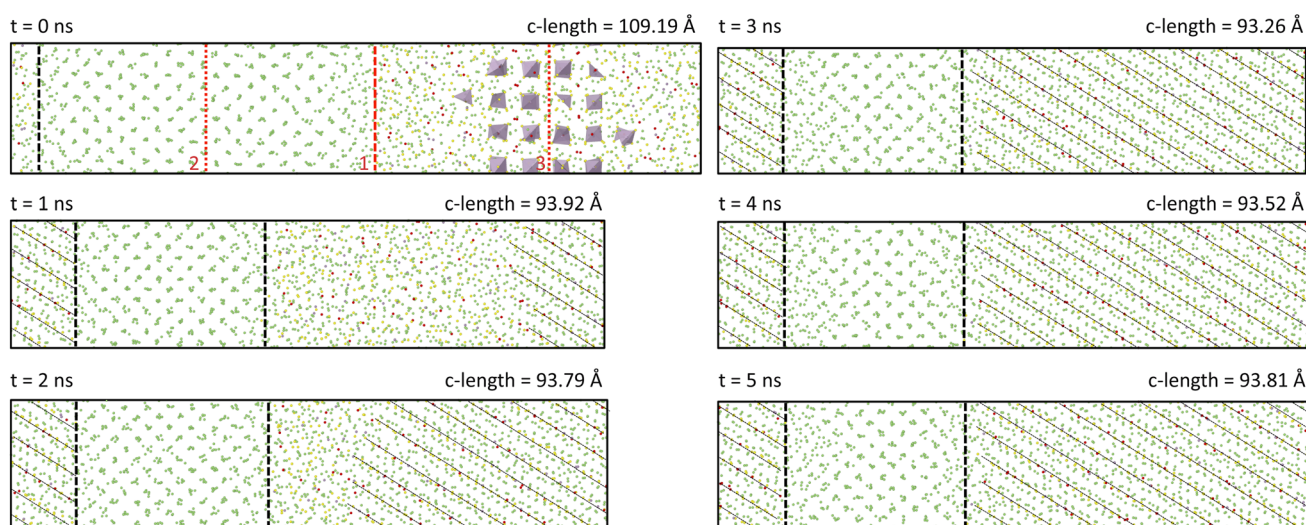 t = 0 ns c-length = 109.19 Å
2 1 3
t = 1 ns c-length = 93.92 Å
t = 2 ns c-length = 93.79 Å
t = 3 ns c-length = 93.26 Å
t = 4 ns c-length = 93.52 Å
t = 5 ns c-length = 93.81 Å